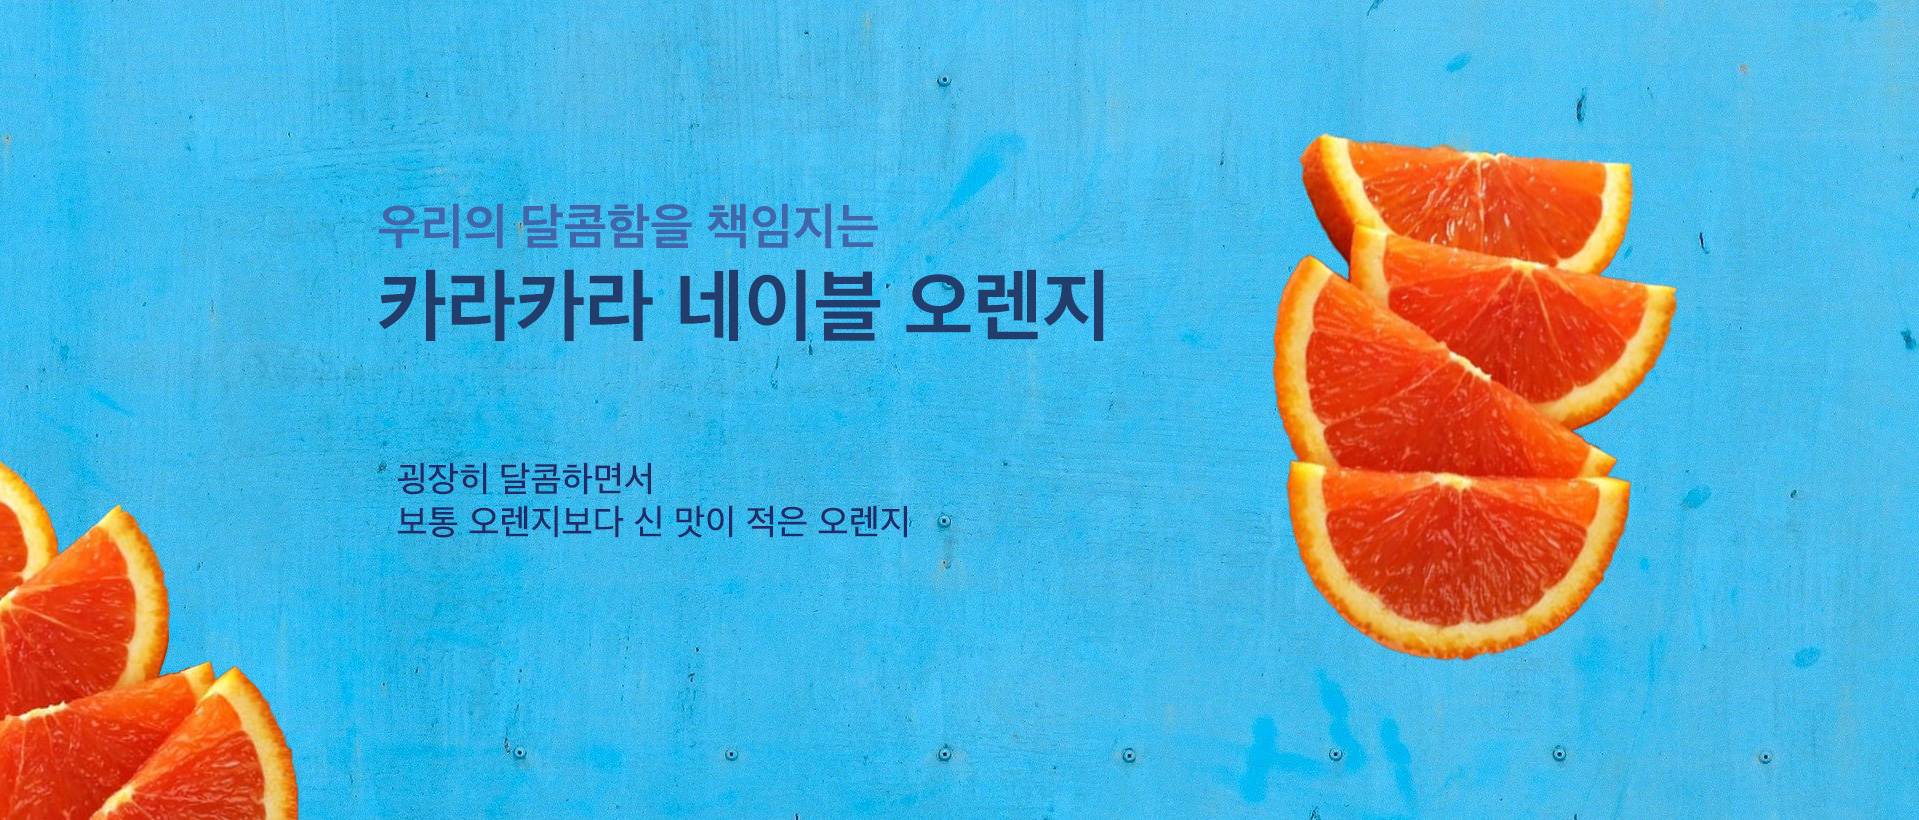 우리의 달콤함을 책임지는
카라카라 네이블 오렌지
굉장히 달콤하면서
보통 오렌지보다 신 맛이 적은 오렌지